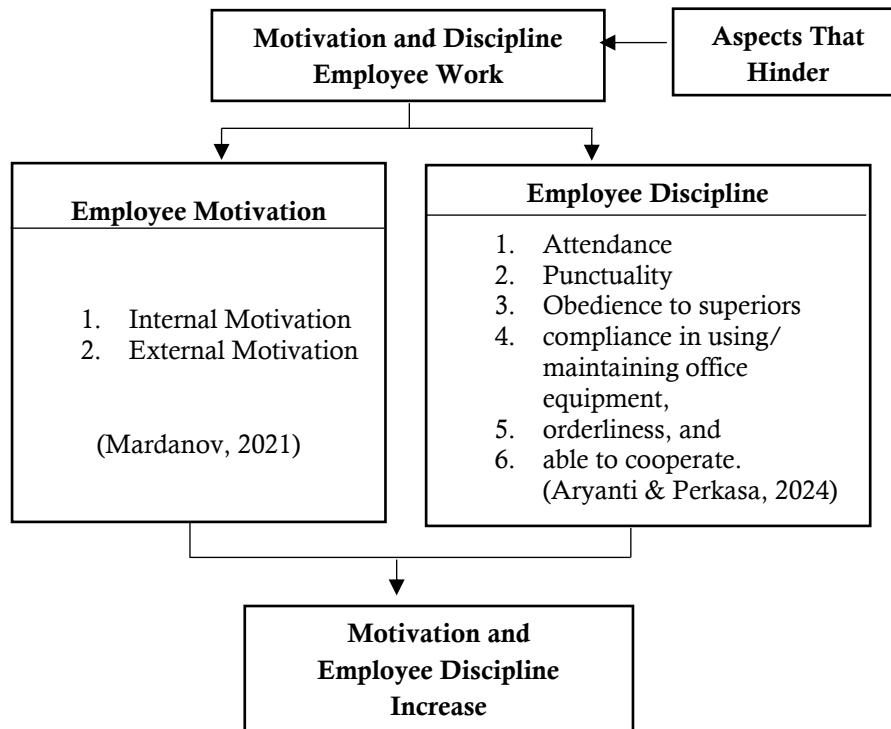 Motivation and Discipline
Employee Work
Aspects That
Hinder
Employee Motivation
1. Internal Motivation
2. External Motivation
(Mardanov, 2021)
Employee Discipline
1. Attendance
2. Punctuality
3. Obedience to superiors
4. compliance in using/
maintaining office
equipment,
5. orderliness, and
6. able to cooperate.
(Aryanti & Perkasa, 2024)
Motivation and
Employee Discipline
Increase